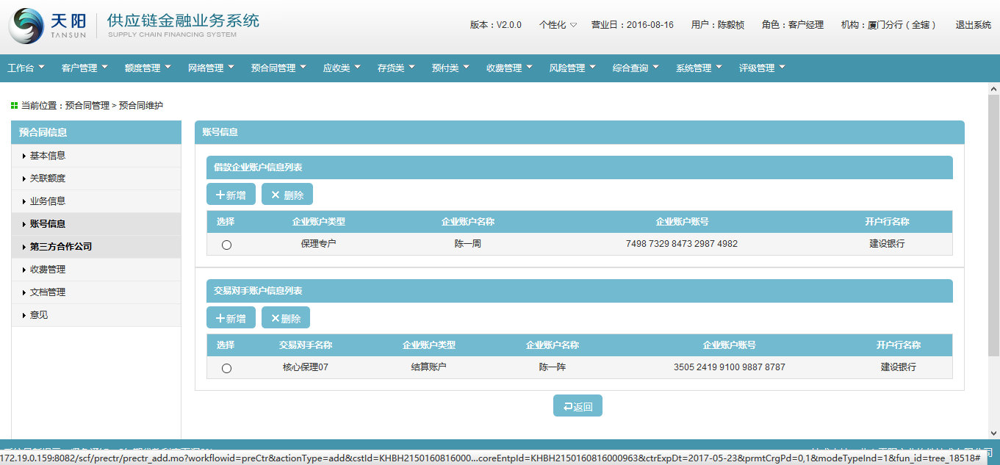 天阳 供应链金融业务系统
TANSUN SUPPLY CHAIN FINANCING SYSTEM
版本：V2.0.0 个性化 营业日：2016-08-16 用户：陈毅桢 角色：客户经理 机构：厦门分行（全辖） 退出系统
工作台 客户管理 额度管理 网络管理 预合同管理 应收类 存货类 预付类 收费管理 风险管理 综合查询 系统管理 评级管理
当前位置：预合同管理 > 预合同维护
预合同信息
基本信息
关联额度
业务信息
账号信息
第三方合作公司
收费管理
文档管理
意见
账号信息
借款企业账户信息列表
新增 删除
选择 企业账户类型 企业账户名称 企业账户账号 开户行名称
保理专户 陈一周 7498 7329 8473 2987 4982 建设银行
交易对手账户信息列表
新增 删除
选择 交易对手名称 企业账户类型 企业账户名称 企业账户账号 开户行名称
核心保理07 结算账户 陈一阵 3505 2419 9100 9887 8787 建设银行
返回
172.19.0.159:8082/scf/prectr/prectr_add.mo?workflowid=preCtr&actionType=add&cstId=KHBH2150160816000...coreEntpId=KHBH2150160816000963&ctrExpDt=2017-05-23&prmtCrgPd=0,1&modeTypeInd=1&fun_id=tree_18518#